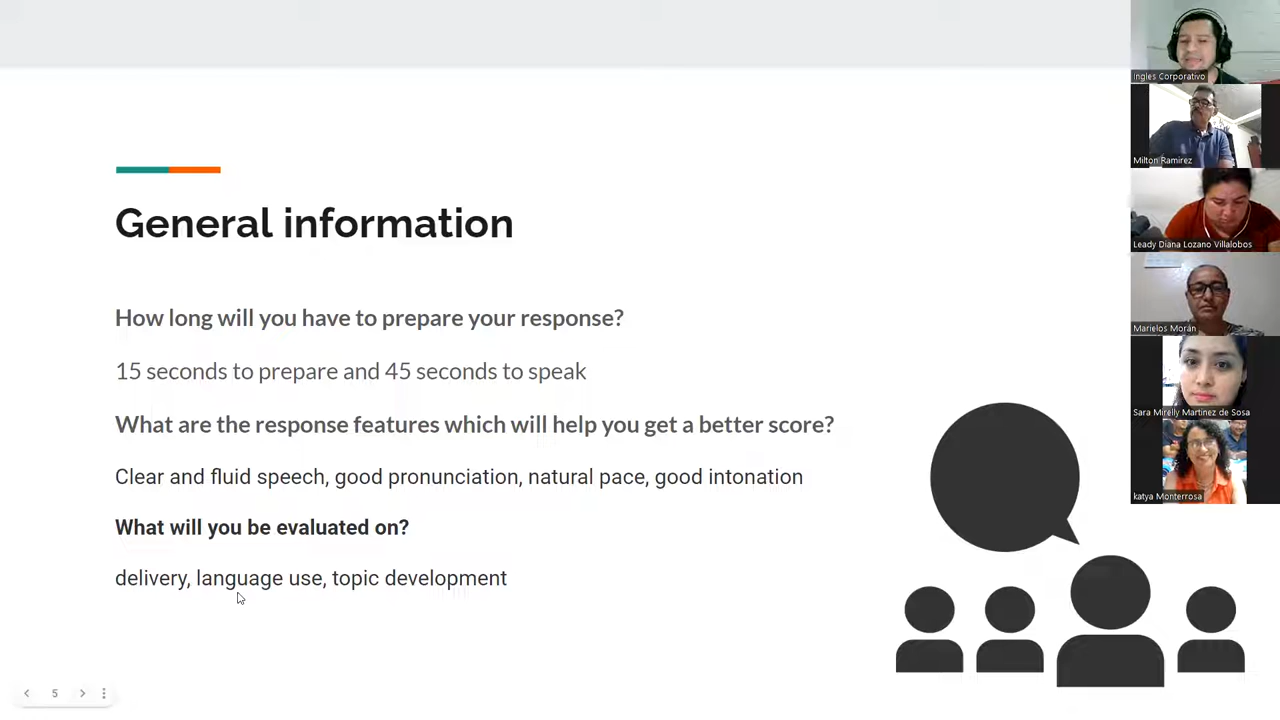 General information
How long will you have to prepare your response?
15 seconds to prepare and 45 seconds to speak
What are the response features which will help you get a better score?
Clear and fluid speech, good pronunciation, natural pace, good intonation
What will you be evaluated on?
delivery, language use, topic development
5
Ingles Corporativo
Milton Ramirez
Leady Diana Lozano Villalobos
Marielos Morán
Sara Mirelly Martinez de Sosa
katya Monterrosa